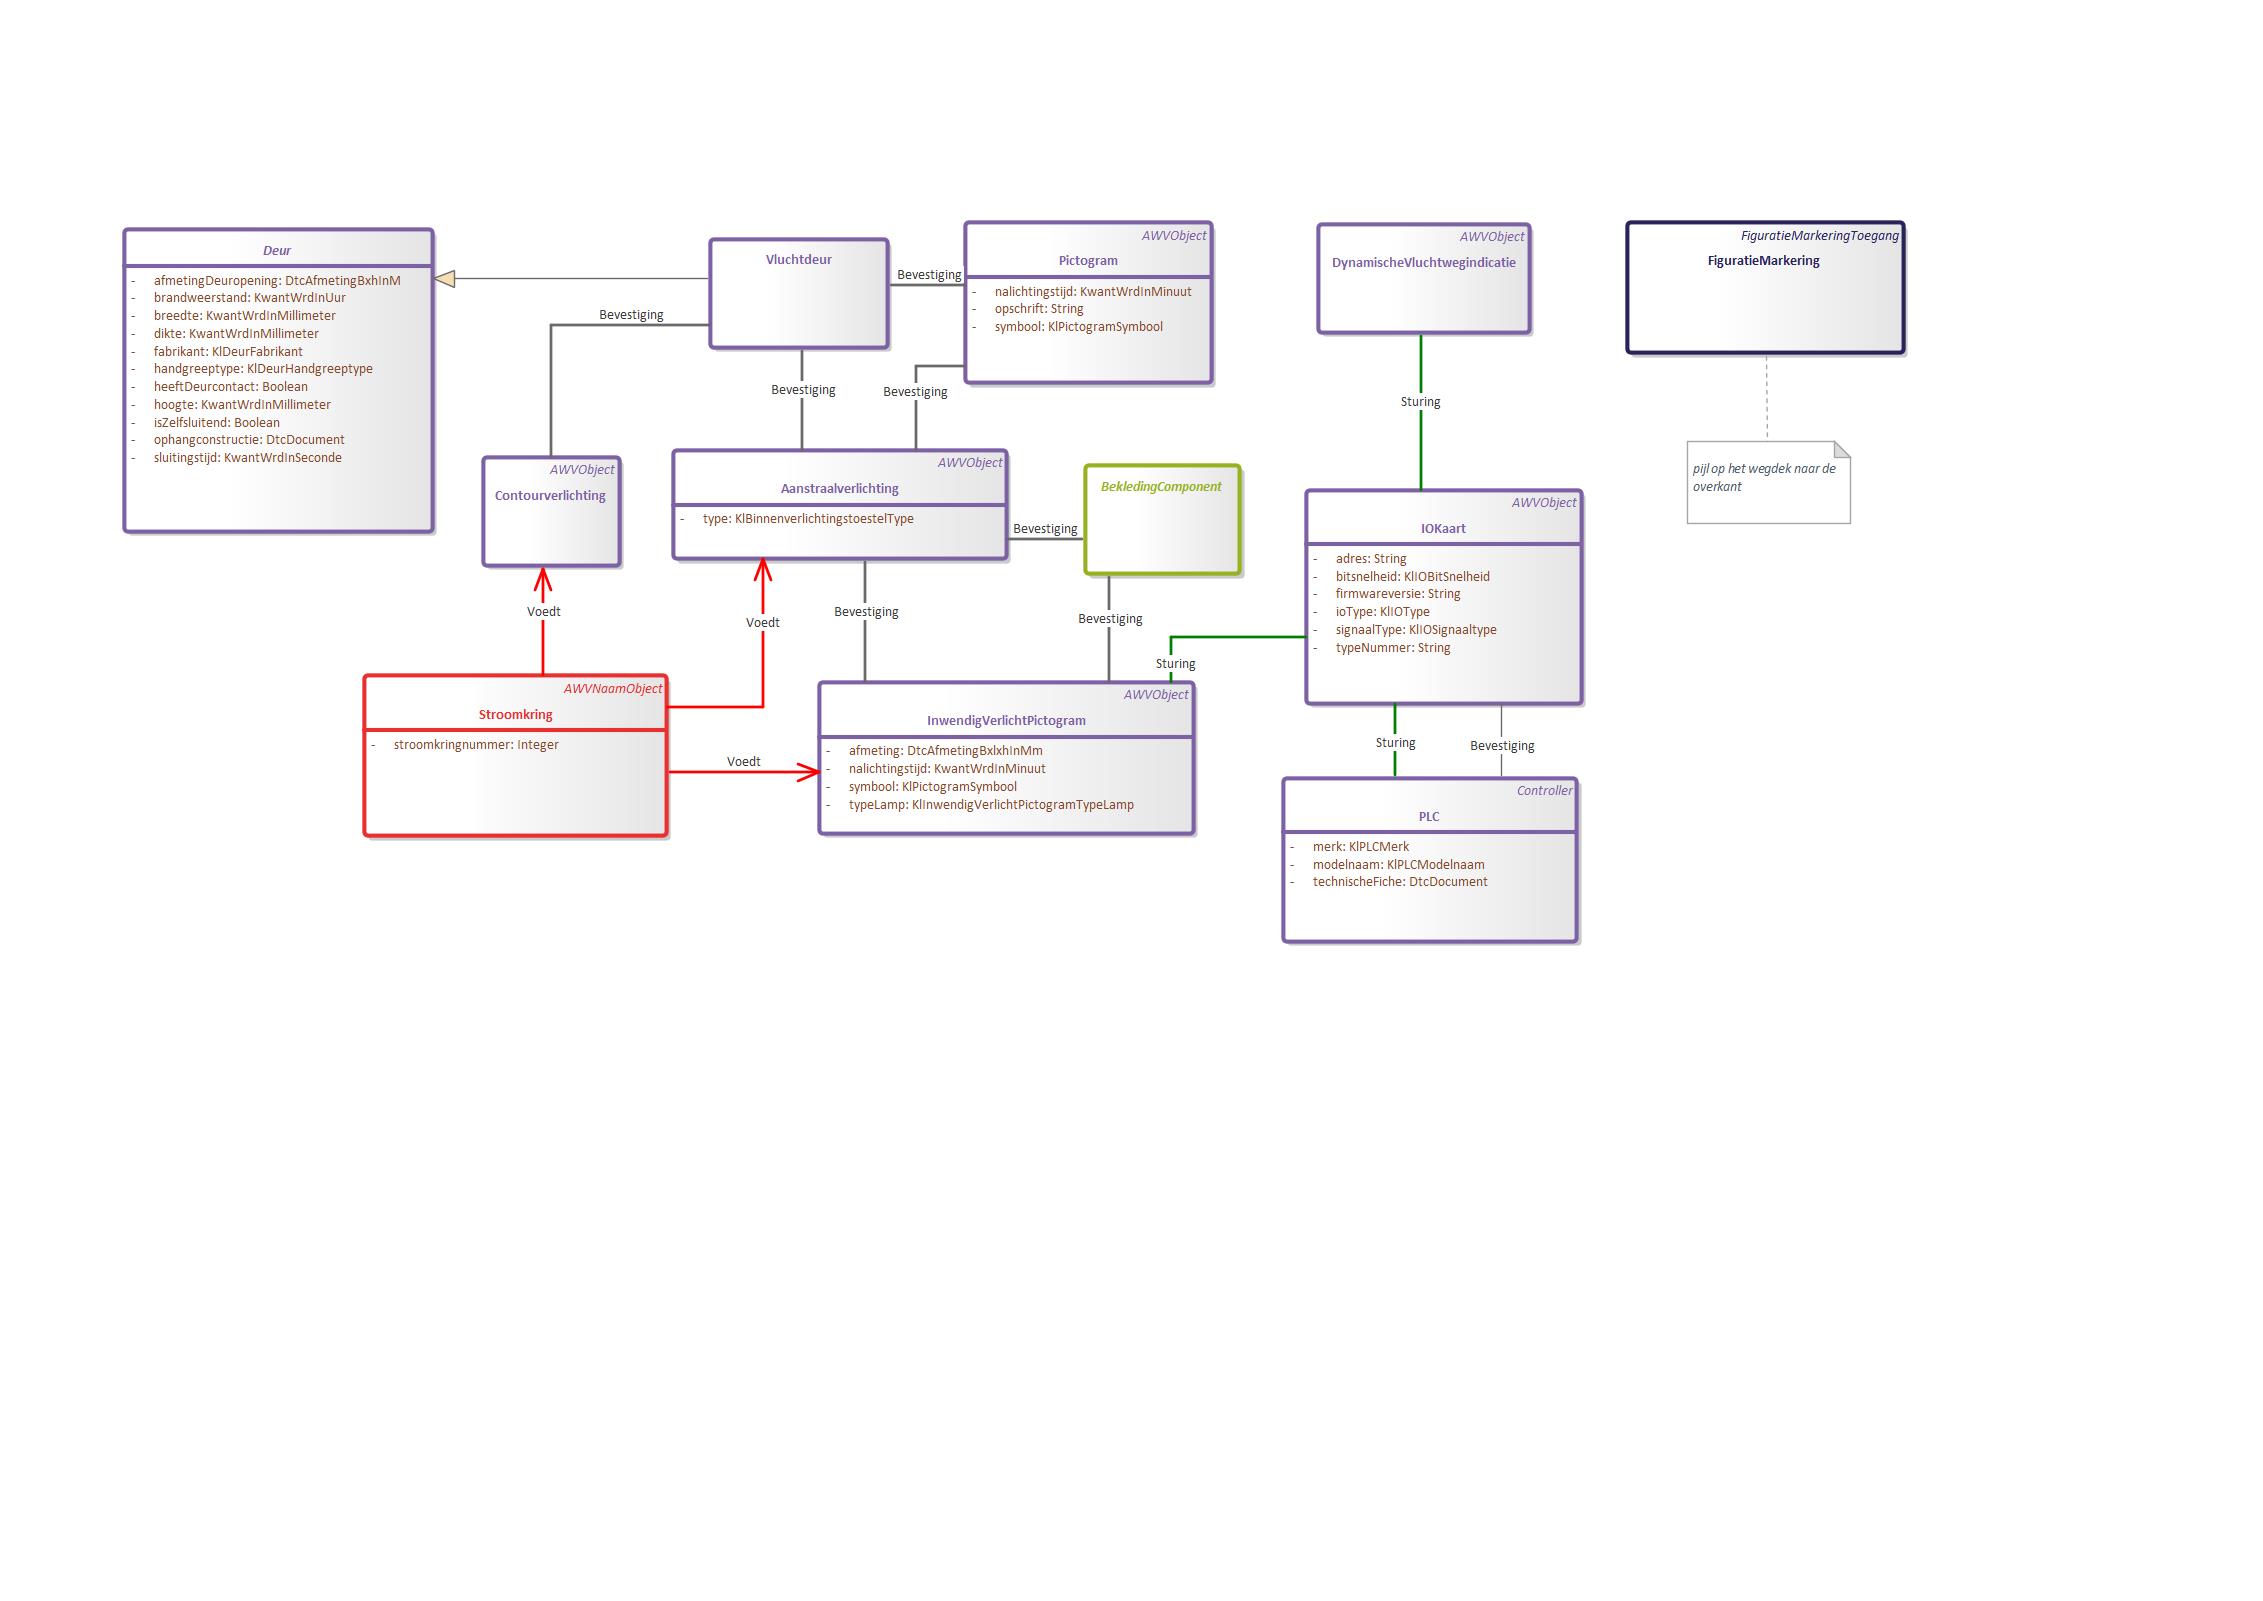 Deur
- afmetingDeuropening: DtcAfmetingBxhInM
- brandweerstand: KwantWrdInUur
- breedte: KwantWrdInMillimeter
- dikte: KwantWrdInMillimeter
- fabrikant: KlDeurFabrikant
- handgreeptype: KlDeurHandgreeptype
- heeftDeurcontact: Boolean
- hoogte: KwantWrdInMillimeter
- isZelfsluitend: Boolean
- ophangconstructie: DtcDocument
- sluitingstijd: KwantWrdInSeconde
Vluchtdeur
Bevestiging
Bevestiging
Bevestiging
Bevestiging
AWVObject
Pictogram
- nalichtingstijd: KwantWrdInMinuut
- opschrift: String
- symbool: KlPictogramSymbool
AWVObject
DynamischeVluchtwegindicatie
Sturing
FiguratieMarkeringToegang
FiguratieMarkering
pijl op het wegdek naar de
overkant
AWVObject
Contourverlichting
AWVObject
Aanstraalverlichting
- type: KlBinnenverlichtingstoestelType
Bevestiging
BekledingComponent
AWVObject
IOKaart
- adres: String
- bitsnelheid: KlIOBitSnelheid
- firmwareversie: String
- ioType: KlIOType
- signaalType: KlIOSignaaltype
- typeNummer: String
Voedt
Voedt
Bevestiging
Bevestiging
Sturing
AWVNaamObject
Stroomkring
- stroomkringnummer: Integer
Voedt
AWVObject
InwendigVerlichtPictogram
- afmeting: DtcAfmetingBxlxhInMm
- nalichtingstijd: KwantWrdInMinuut
- symbool: KlPictogramSymbool
- typeLamp: KlInwendigVerlichtPictogramTypeLamp
Sturing
Bevestiging
Controller
PLC
- merk: KlPLCMerk
- modelnaam: KlPLCModelnaam
- technischeFiche: DtcDocument